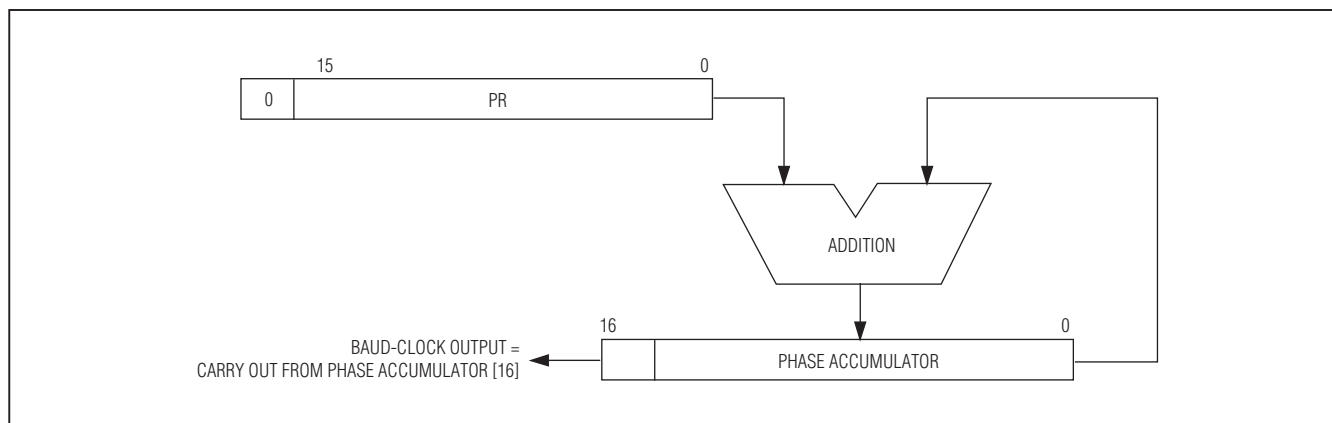 15
0
0
PR
ADDITION
16
0
BAUD-CLOCK OUTPUT =
CARRY OUT FROM PHASE ACCUMULATOR [16]
PHASE ACCUMULATOR